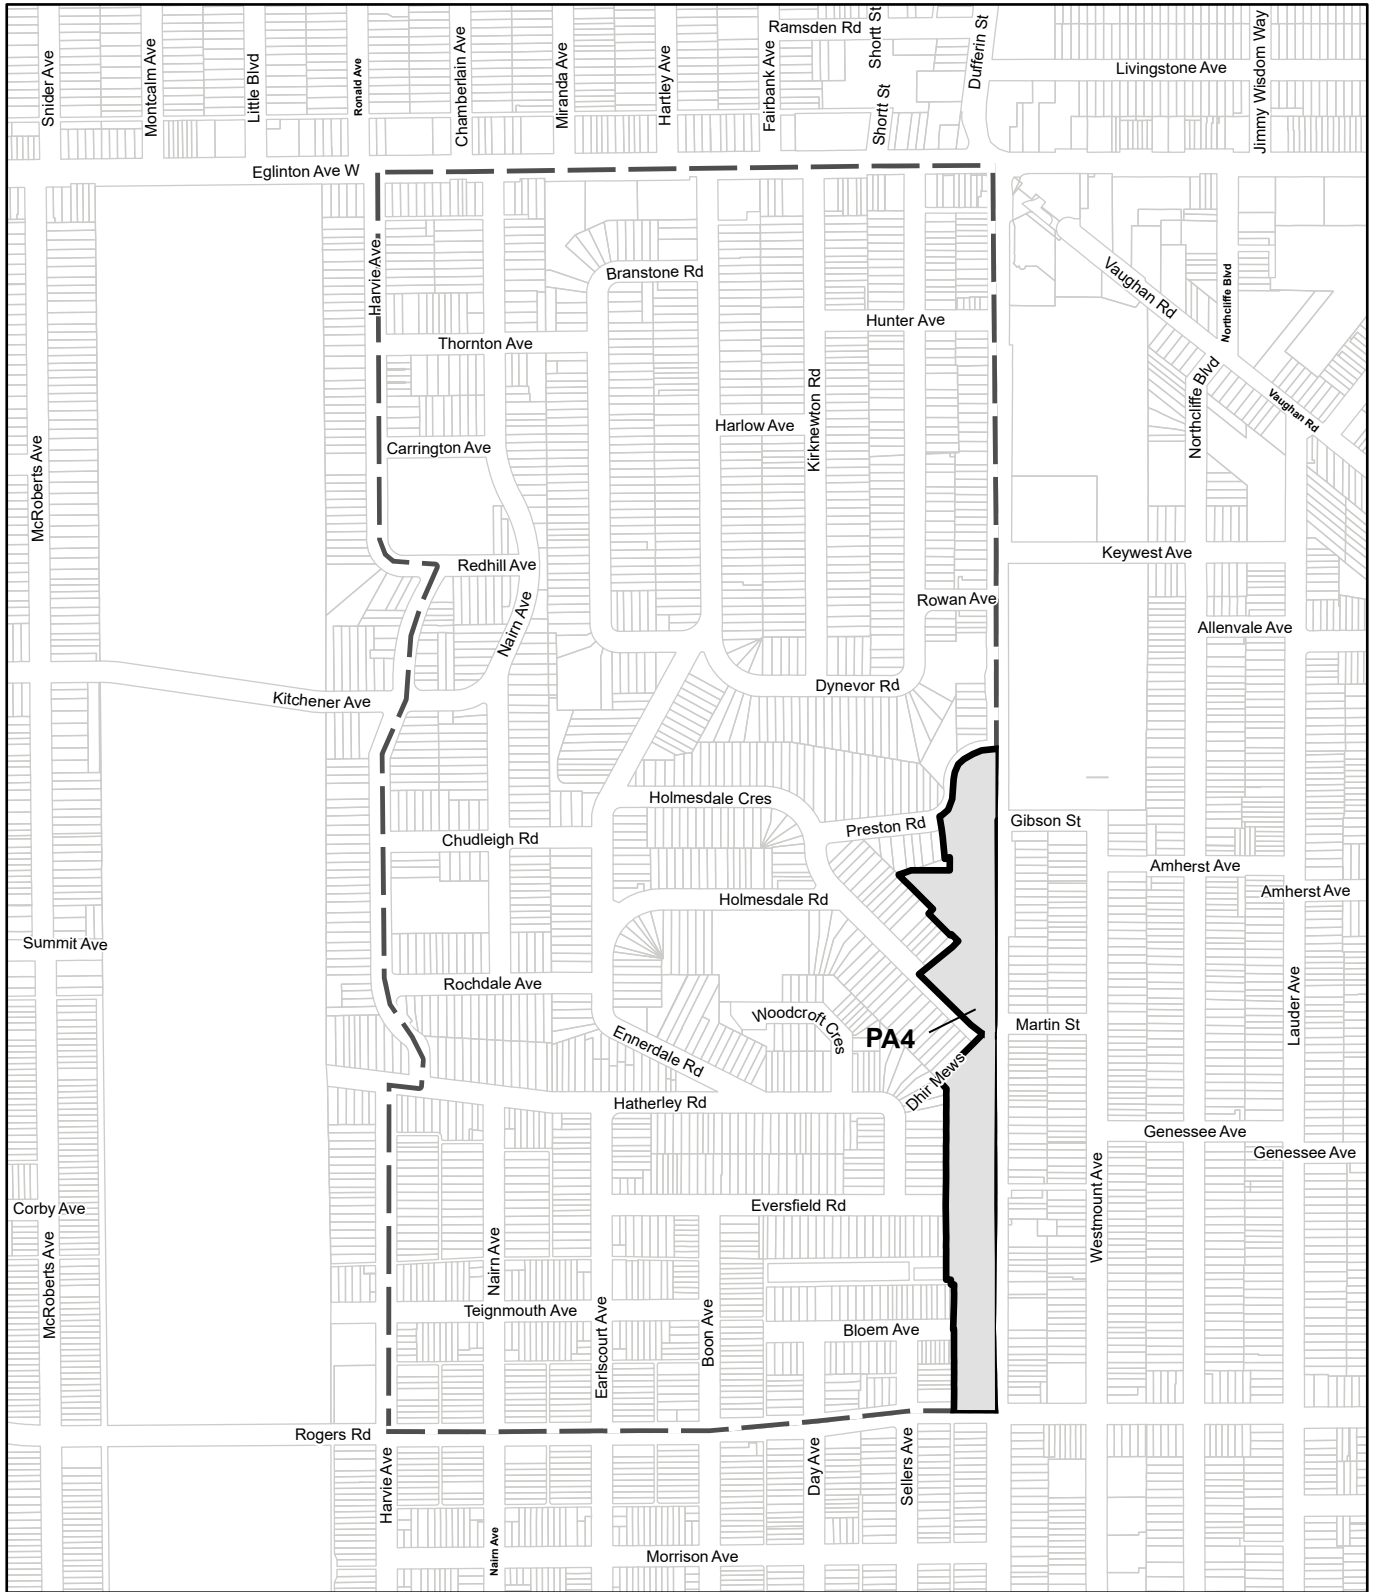 Snider Ave
Montcalm Ave
Little Blvd
Ronald Ave
Chamberlain Ave
Miranda Ave
Hartley Ave
Fairbank Ave
Ramsden Rd
Shortt St
Shortt St
Dufferin St
Livingstone Ave
Jimmy Wisdom Way
Eglinton Ave W
Harvie Ave
Branstone Rd
Vaughan Rd
Northcliffe Blvd
Hunter Ave
Thornton Ave
Kirknewton Rd
Northcliffe Blvd
Vaughan Rd
McRoberts Ave
Carrington Ave
Harlow Ave
Keywest Ave
Redhill Ave
Nairn Ave
Rowan Ave
Allenvale Ave
Kitchener Ave
Dynevor Rd
Holmesdale Cres
Chudleigh Rd
Preston Rd
Gibson St
Amherst Ave
Amherst Ave
Holmesdale Rd
Summit Ave
Rochdale Ave
Lauder Ave
Woodcroft Cres
PA4
Martin St
Ennerdale Rd
Dhir Mews
Hatherley Rd
Genessee Ave
Genessee Ave
Corby Ave
Eversfield Rd
Westmount Ave
McRoberts Ave
Nairn Ave
Teignmouth Ave
Earlscourt Ave
Boon Ave
Bloem Ave
Rogers Rd
Harvie Ave
Day Ave
Sellers Ave
Nairn Ave
Morrison Ave